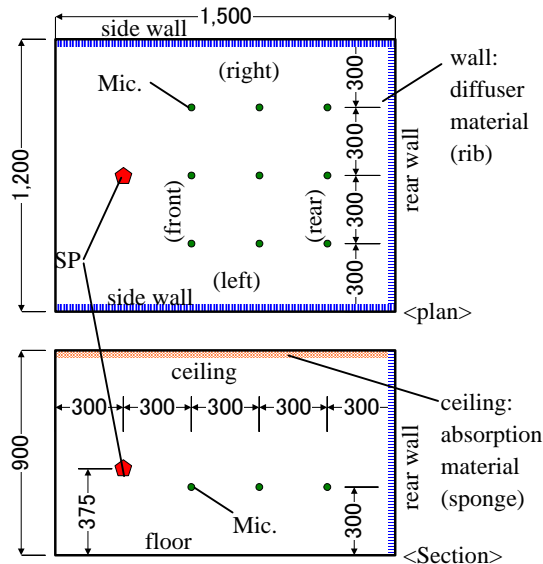 1,500
side wall
(right)
Mic.
300
wall:
diffuser
material
(rib)
300
1,200
(front)
(rear)
rear wall
300
SP
(left)
300
side wall
<plan>
ceiling
300
300
300
300
300
ceiling:
absorption
material
(sponge)
900
rear wall
375
Mic.
300
floor
<Section>